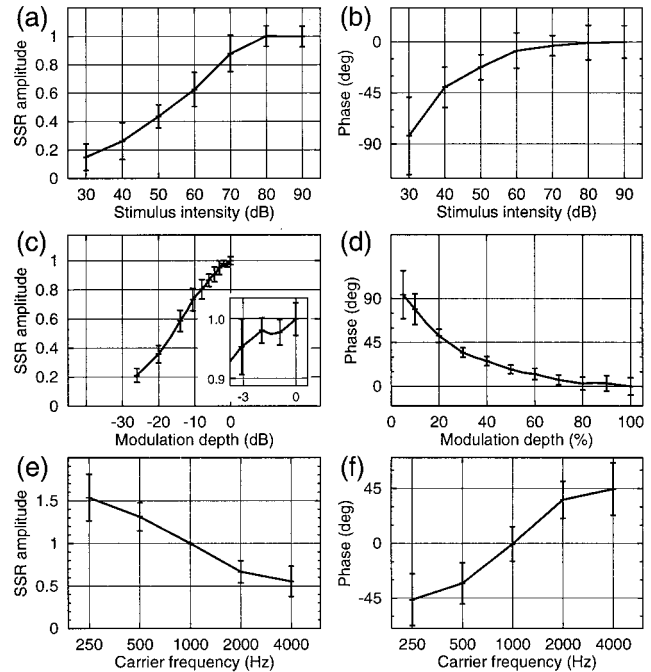 (a)
SSR amplitude
1
0.8
0.6
0.4
0.2
0
30 40 50 60 70 80 90
Stimulus intensity (dB)
(b)
Phase (deg)
0
-45
-90
30 40 50 60 70 80 90
Stimulus intensity (dB)
(c)
SSR amplitude
1
0.8
0.6
0.4
0.2
0
-30 -20 -10 0
Modulation depth (dB)
1.0
0.9
-3 0
(d)
Phase (deg)
90
45
0
0 20 40 60 80 100
Modulation depth (%)
(e)
SSR amplitude
1.5
1
0.5
0
250 500 1000 2000 4000
Carrier frequency (Hz)
(f)
Phase (deg)
45
0
-45
250 500 1000 2000 4000
Carrier frequency (Hz)